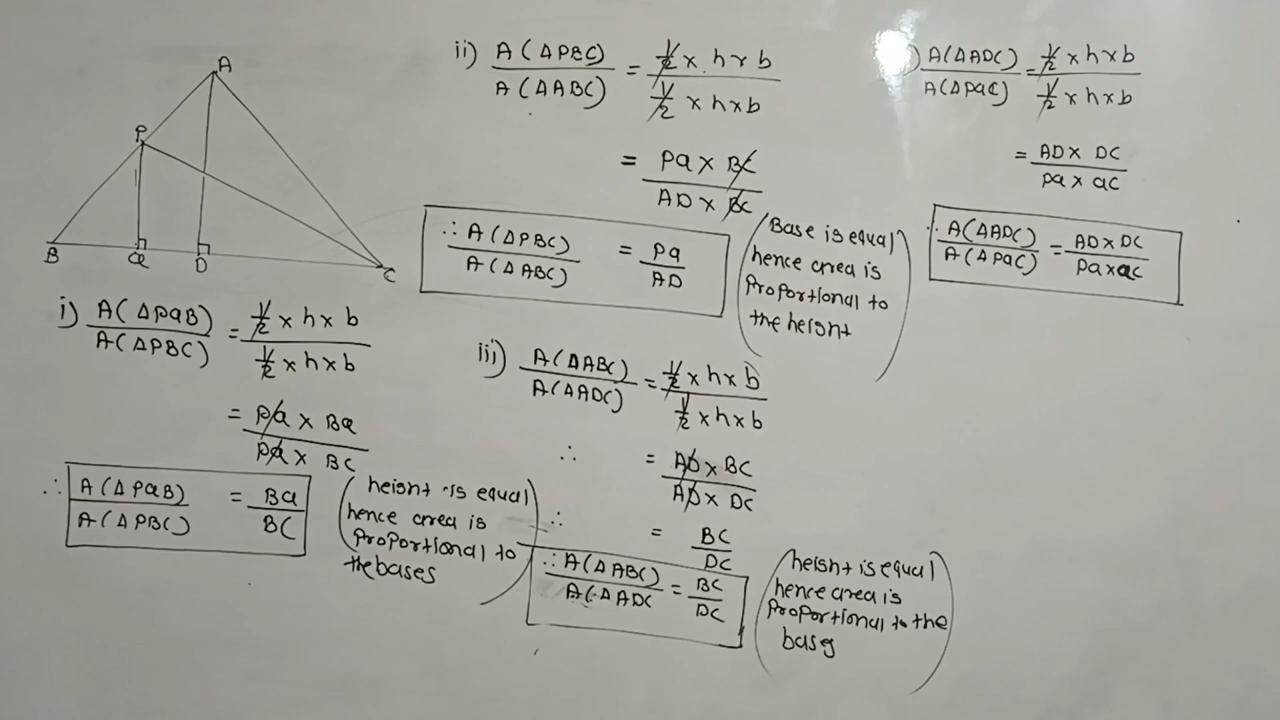 A
P
B
Q
D
C
i) A(ΔPQB) / A(ΔPBC) = 1/2 x h x b / 1/2 x h x b
= PQ x BQ / PQ x BC
∴ A(ΔPQB) / A(ΔPBC) = BQ / BC
(height is equal
hence area is
proportional to
the bases)
ii) A(ΔPBC) / A(ΔABC) = 1/2 x h x b / 1/2 x h x b
= PQ x BC / AD x BC
∴ A(ΔPBC) / A(ΔABC) = PQ / AD
(Base is equal
hence area is
Proportional to
the height)
iii) A(ΔABC) / A(ΔADC) = 1/2 x h x b / 1/2 x h x b
∴ = AD x BC / AD x DC
∴ = BC / DC
∴ A(ΔABC) / A(ΔADC = BC / DC
(height is equal
hence area is
Proportional to the
bases)
) A(ΔADC) / A(ΔPQC) = 1/2 x h x b / 1/2 x h x b
= AD x DC / PQ x QC
∴ A(ΔADC) / A(ΔPQC) = AD x DC / PQ x QC